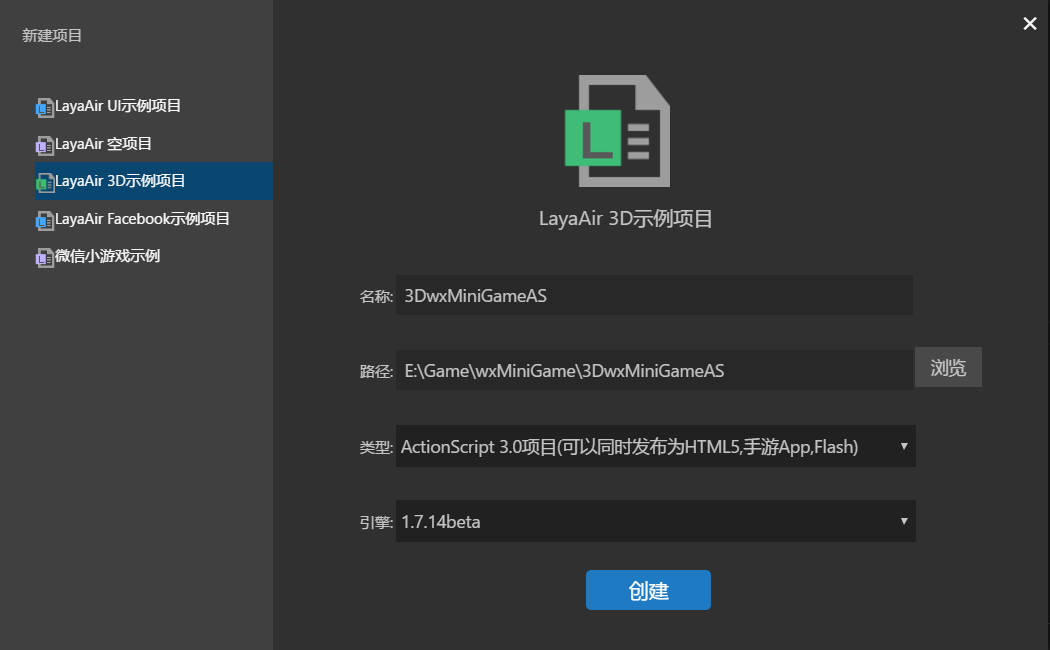 新建项目
LayaAir UI示例项目
LayaAir 空项目
LayaAir 3D示例项目
LayaAir Facebook示例项目
微信小游戏示例
LayaAir 3D示例项目
名称: 3DwxMiniGameAS
路径: E:\Game\wxMiniGame\3DwxMiniGameAS 浏览
类型: ActionScript 3.0项目(可以同时发布为HTML5,手游App,Flash)
引擎: 1.7.14beta
创建